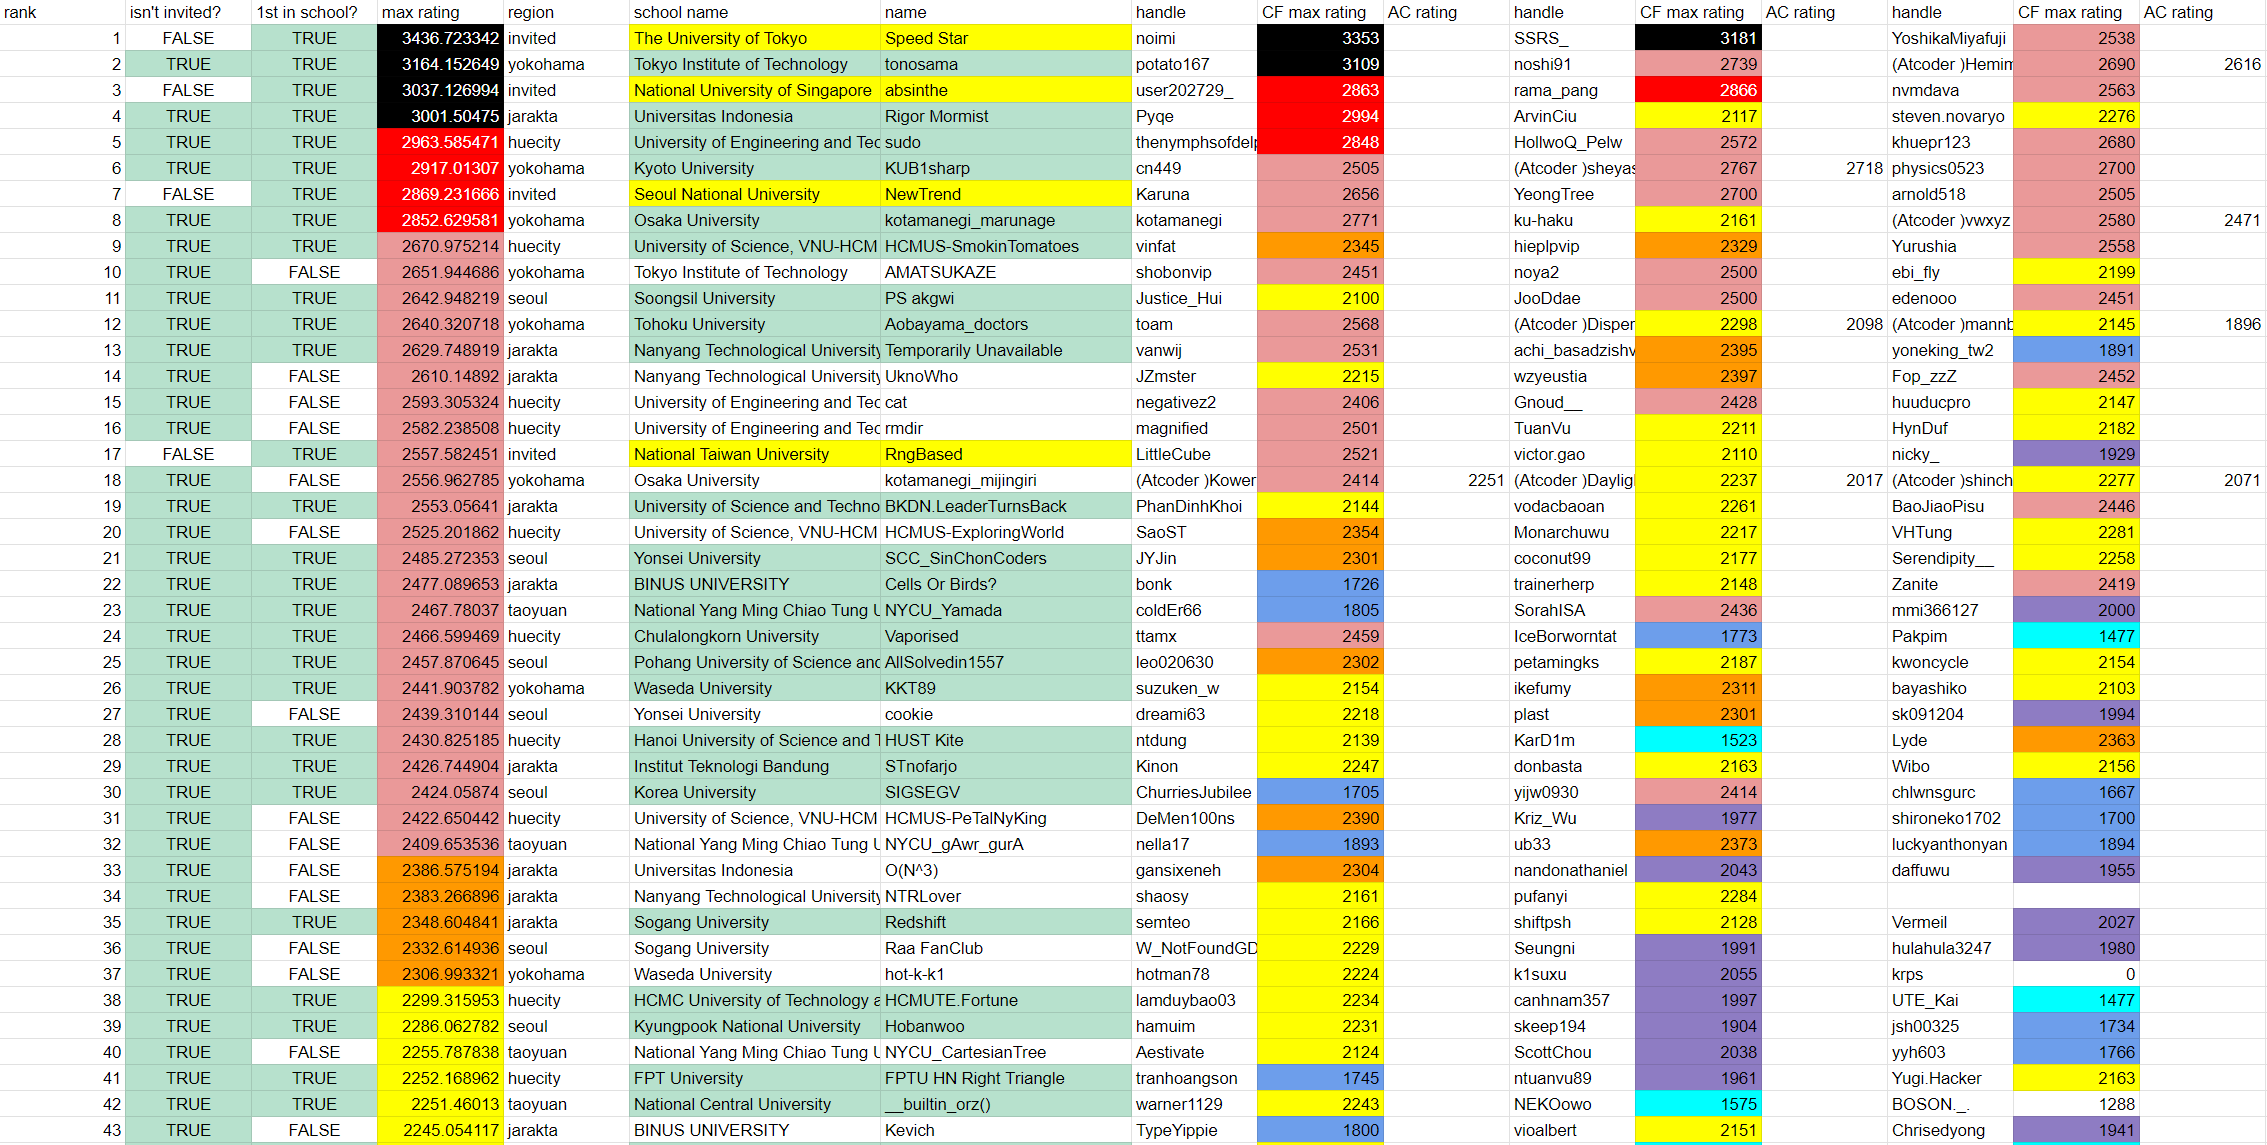 rank isn't invited? 1st in school? max rating region school name name handle CF max rating AC rating handle CF max rating AC rating handle CF max rating AC rating
1 FALSE TRUE 3436.723342 invited The University of Tokyo Speed Star noimi 3353 SSRS_ 3181 YoshikaMiyafuji 2538
2 TRUE TRUE 3164.152649 yokohama Tokyo Institute of Technology tonosama potato167 3109 noshi91 2739 (Atcoder )Hemim 2690 2616
3 FALSE TRUE 3037.126994 invited National University of Singapore absinthe user202729_ 2863 rama_pang 2866 nvmdava 2563
4 TRUE TRUE 3001.50475 jarakta Universitas Indonesia Rigor Mormist Pyqe 2994 ArvinCiu 2117 steven.novaryo 2276
5 TRUE TRUE 2963.585471 huecity University of Engineering and Tec sudo thenymphsofdelp 2848 HollwoQ_Pelw 2572 khuepr123 2680
6 TRUE TRUE 2917.01307 yokohama Kyoto University KUB1sharp cn449 2505 (Atcoder )sheyas 2767 2718 physics0523 2700
7 FALSE TRUE 2869.231666 invited Seoul National University NewTrend Karuna 2656 YeongTree 2700 arnold518 2505
8 TRUE TRUE 2852.629581 yokohama Osaka University kotamanegi_marunage kotamanegi 2771 ku-haku 2161 (Atcoder )vwxyz 2580 2471
9 TRUE TRUE 2670.975214 huecity University of Science, VNU-HCM HCMUS-SmokinTomatoes vinfat 2345 hieplpvip 2329 Yurushia 2558
10 TRUE FALSE 2651.944686 yokohama Tokyo Institute of Technology AMATSUKAZE shobonvip 2451 noya2 2500 ebi_fly 2199
11 TRUE TRUE 2642.948219 seoul Soongsil University PS akgwi Justice_Hui 2100 JooDdae 2500 edenooo 2451
12 TRUE TRUE 2640.320718 yokohama Tohoku University Aobayama_doctors toam 2568 (Atcoder )Disper 2298 2098 (Atcoder )mannb 2145 1896
13 TRUE TRUE 2629.748919 jarakta Nanyang Technological University Temporarily Unavailable vanwij 2531 achi_basadzishv 2395 yoneking_tw2 1891
14 TRUE FALSE 2610.14892 jarakta Nanyang Technological University UknoWho JZmster 2215 wzyeustia 2397 Fop_zzZ 2452
15 TRUE FALSE 2593.305324 huecity University of Engineering and Tec cat negativez2 2406 Gnoud__ 2428 huuducpro 2147
16 TRUE FALSE 2582.238508 huecity University of Engineering and Tec rmdir magnified 2501 TuanVu 2211 HynDuf 2182
17 FALSE TRUE 2557.582451 invited National Taiwan University RngBased LittleCube 2521 victor.gao 2110 nicky_ 1929
18 TRUE FALSE 2556.962785 yokohama Osaka University kotamanegi_mijingiri (Atcoder )Kower 2414 2251 (Atcoder )Daylig 2237 2017 (Atcoder )shinch 2277 2071
19 TRUE TRUE 2553.05641 jarakta University of Science and Techno BKDN.LeaderTurnsBack PhanDinhKhoi 2144 vodacbaoan 2261 BaoJiaoPisu 2446
20 TRUE FALSE 2525.201862 huecity University of Science, VNU-HCM HCMUS-ExploringWorld SaoST 2354 Monarchuwu 2217 VHTung 2281
21 TRUE TRUE 2485.272353 seoul Yonsei University SCC_SinChonCoders JYJin 2301 coconut99 2177 Serendipity__ 2258
22 TRUE TRUE 2477.089653 jarakta BINUS UNIVERSITY Cells Or Birds? bonk 1726 trainerherp 2148 Zanite 2419
23 TRUE TRUE 2467.78037 taoyuan National Yang Ming Chiao Tung U NYCU_Yamada coldEr66 1805 SorahISA 2436 mmi366127 2000
24 TRUE TRUE 2466.599469 huecity Chulalongkorn University Vaporised ttamx 2459 IceBorworntat 1773 Pakpim 1477
25 TRUE TRUE 2457.870645 seoul Pohang University of Science and AllSolvedin1557 leo020630 2302 petamingks 2187 kwoncycle 2154
26 TRUE TRUE 2441.903782 yokohama Waseda University KKT89 suzuken_w 2154 ikefumy 2311 bayashiko 2103
27 TRUE FALSE 2439.310144 seoul Yonsei University cookie dreami63 2218 plast 2301 sk091204 1994
28 TRUE TRUE 2430.825185 huecity Hanoi University of Science and T HUST Kite ntdung 2139 KarD1m 1523 Lyde 2363
29 TRUE TRUE 2426.744904 jarakta Institut Teknologi Bandung STnofarjo Kinon 2247 donbasta 2163 Wibo 2156
30 TRUE TRUE 2424.05874 seoul Korea University SIGSEGV ChurriesJubilee 1705 yijw0930 2414 chlwnsgurc 1667
31 TRUE FALSE 2422.650442 huecity University of Science, VNU-HCM HCMUS-PeTalNyKing DeMen100ns 2390 Kriz_Wu 1977 shironeko1702 1700
32 TRUE FALSE 2409.653536 taoyuan National Yang Ming Chiao Tung U NYCU_gAwr_gurA nella17 1893 ub33 2373 luckyanthonyan 1894
33 TRUE FALSE 2386.575194 jarakta Universitas Indonesia O(N^3) gansixeneh 2304 nandonathaniel 2043 daffuwu 1955
34 TRUE FALSE 2383.266896 jarakta Nanyang Technological University NTRLover shaosy 2161 pufanyi 2284
35 TRUE TRUE 2348.604841 jarakta Sogang University Redshift semteo 2166 shiftpsh 2128 Vermeil 2027
36 TRUE FALSE 2332.614936 seoul Sogang University Raa FanClub W_NotFoundGD 2229 Seungni 1991 hulahula3247 1980
37 TRUE FALSE 2306.993321 yokohama Waseda University hot-k-k1 hotman78 2224 k1suxu 2055 krps 0
38 TRUE TRUE 2299.315953 huecity HCMC University of Technology a HCMUTE.Fortune lamduybao03 2234 canhnam357 1997 UTE_Kai 1477
39 TRUE TRUE 2286.062782 seoul Kyungpook National University Hobanwoo hamuim 2231 skeep194 1904 jsh00325 1734
40 TRUE FALSE 2255.787838 taoyuan National Yang Ming Chiao Tung U NYCU_CartesianTree Aestivate 2124 ScottChou 2038 yyh603 1766
41 TRUE TRUE 2252.168962 huecity FPT University FPTU HN Right Triangle tranhoangson 1745 ntuanvu89 1961 Yugi.Hacker 2163
42 TRUE TRUE 2251.46013 taoyuan National Central University __builtin_orz() warner1129 2243 NEKOowo 1575 BOSON._. 1288
43 TRUE FALSE 2245.054117 jarakta BINUS UNIVERSITY Kevich TypeYippie 1800 vioalbert 2151 Chrisedyong 1941